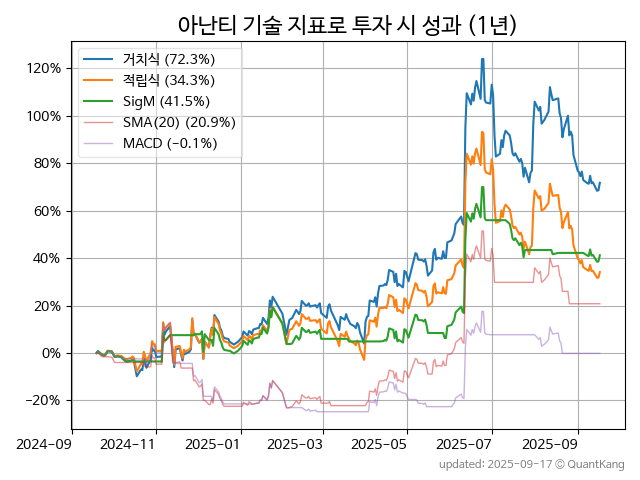 아난티 기술 지표로 투자 시 성과 (1년)
거치식 (72.3%)
적립식 (34.3%)
SigM (41.5%)
SMA(20) (20.9%)
MACD (−0.1%)
120%
100%
80%
60%
40%
20%
0%
−20%
2024-09 2024-11 2025-01 2025-03 2025-05 2025-07 2025-09
updated: 2025-09-17 © QuantKang